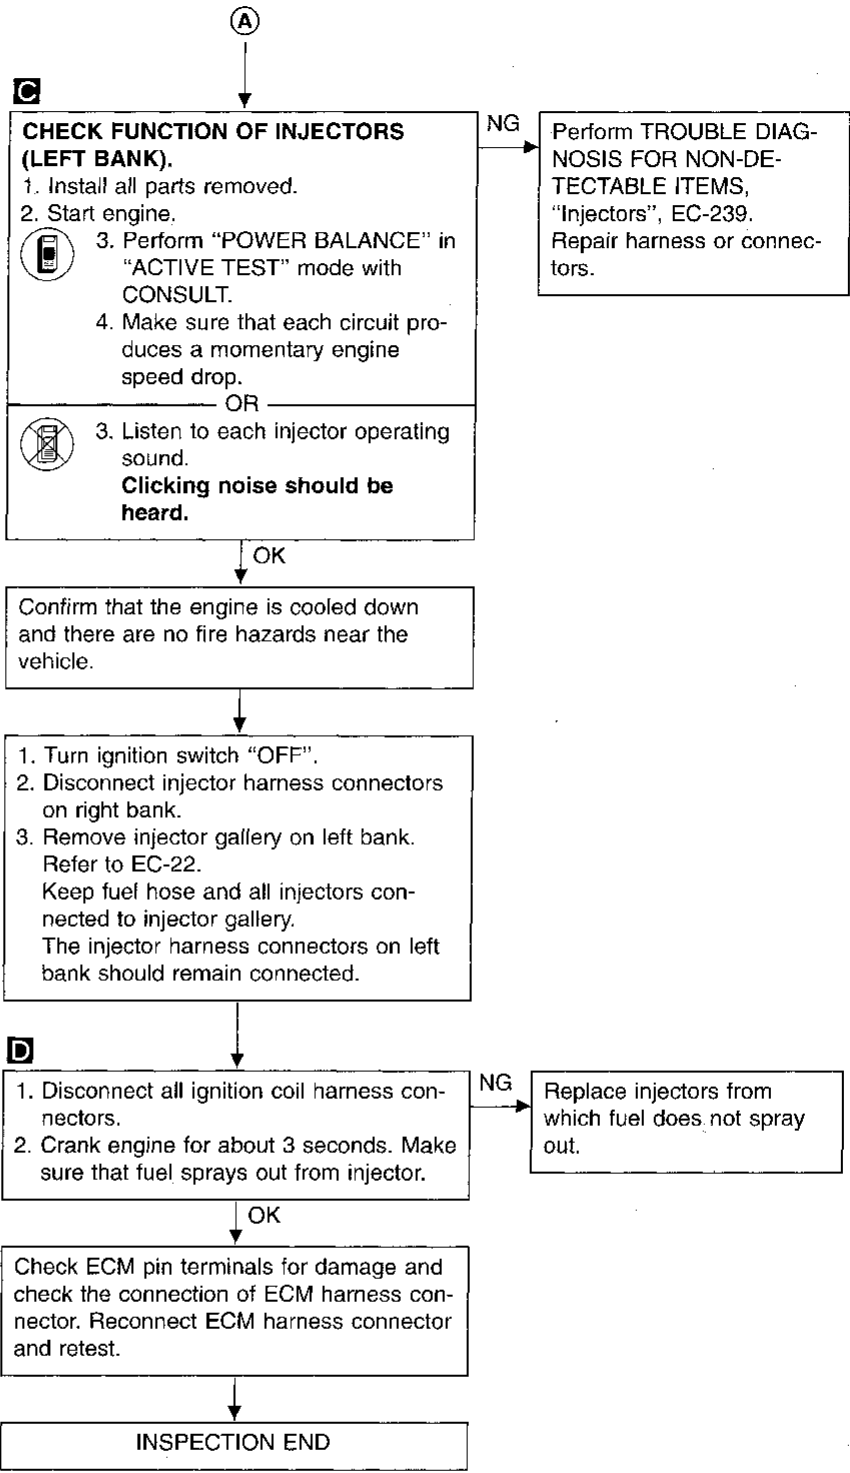 A
C
CHECK FUNCTION OF INJECTORS
(LEFT BANK).
1. Install all parts removed.
2. Start engine.
3. Perform “POWER BALANCE” in
“ACTIVE TEST” mode with
CONSULT.
4. Make sure that each circuit pro-
duces a momentary engine
speed drop.
OR
3. Listen to each injector operating
sound.
Clicking noise should be
heard.
NG
Perform TROUBLE DIAG-
NOSIS FOR NON-DE-
TECTABLE ITEMS,
“Injectors”, EC-239.
Repair harness or connec-
tors.
OK
Confirm that the engine is cooled down
and there are no fire hazards near the
vehicle.
1. Turn ignition switch “OFF”.
2. Disconnect injector harness connectors
on right bank.
3. Remove injector gallery on left bank.
Refer to EC-22.
Keep fuel hose and all injectors con-
nected to injector gallery.
The injector harness connectors on left
bank should remain connected.
D
1. Disconnect all ignition coil harness con-
nectors.
2. Crank engine for about 3 seconds. Make
sure that fuel sprays out from injector.
NG
Replace injectors from
which fuel does not spray
out.
OK
Check ECM pin terminals for damage and
check the connection of ECM harness con-
nector. Reconnect ECM harness connector
and retest.
INSPECTION END